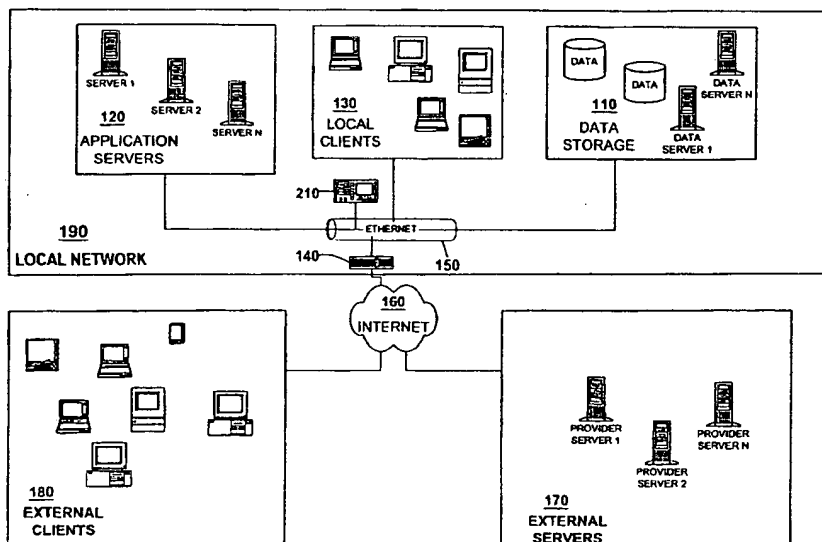 SERVER 1
SERVER 2
SERVER N
120
APPLICATION
SERVERS
130
LOCAL
CLIENTS
DATA
DATA
DATA
SERVER N
DATA
SERVER 1
110
DATA
STORAGE
210
ETHERNET
150
140
190
LOCAL NETWORK
160
INTERNET
180
EXTERNAL
CLIENTS
PROVIDER
SERVER 1
PROVIDER
SERVER 2
PROVIDER
SERVER N
170
EXTERNAL
SERVERS